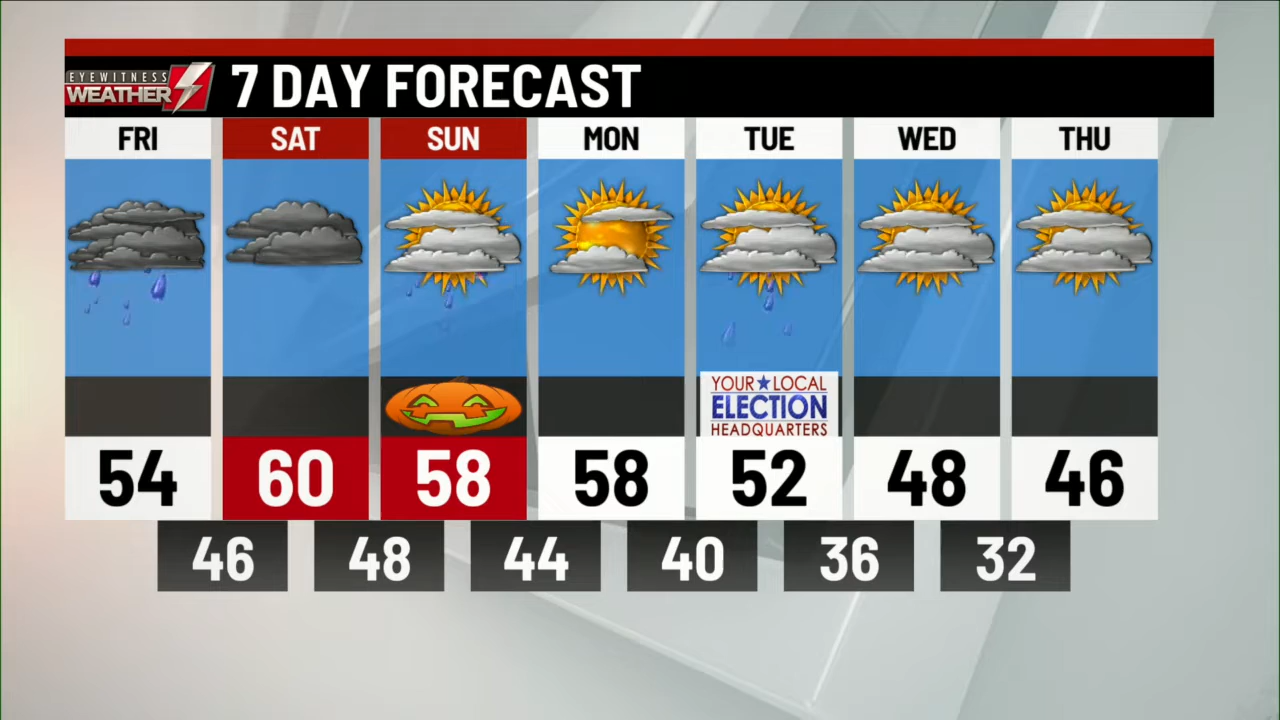 EYEWITNESS
WEATHER
7 DAY FORECAST
FRI SAT SUN MON TUE WED THU
YOUR LOCAL
ELECTION
HEADQUARTERS
54 60 58 58 52 48 46
46 48 44 40 36 32